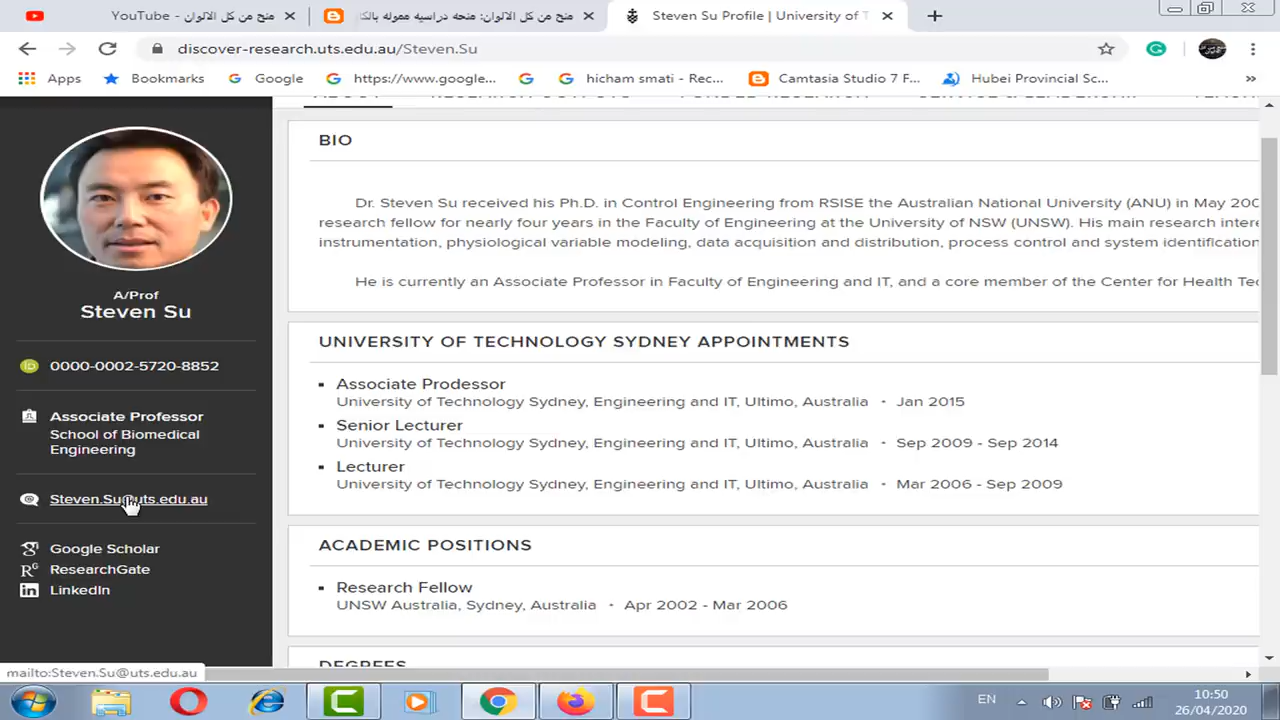 YouTube - منح من كل الالوان
منح من كل الالوان: منحه دراسيه مموله بالكا
Steven Su Profile | University of T
discover-research.uts.edu.au/Steven.Su
Apps
Bookmarks
Google
https://www.google...
hicham smati - Rec...
Camtasia Studio 7 F...
Hubei Provincial Sc...
»
A/Prof
Steven Su
0000-0002-5720-8852
Associate Professor
School of Biomedical
Engineering
Steven.Su@uts.edu.au
Google Scholar
ResearchGate
LinkedIn
BIO
Dr. Steven Su received his Ph.D. in Control Engineering from RSISE the Australian National University (ANU) in May 200
research fellow for nearly four years in the Faculty of Engineering at the University of NSW (UNSW). His main research intere
instrumentation, physiological variable modeling, data acquisition and distribution, process control and system identification
He is currently an Associate Professor in Faculty of Engineering and IT, and a core member of the Center for Health Tec
UNIVERSITY OF TECHNOLOGY SYDNEY APPOINTMENTS
Associate Prodessor
University of Technology Sydney, Engineering and IT, Ultimo, Australia • Jan 2015
Senior Lecturer
University of Technology Sydney, Engineering and IT, Ultimo, Australia • Sep 2009 - Sep 2014
Lecturer
University of Technology Sydney, Engineering and IT, Ultimo, Australia • Mar 2006 - Sep 2009
ACADEMIC POSITIONS
Research Fellow
UNSW Australia, Sydney, Australia • Apr 2002 - Mar 2006
DEGREES
mailto:Steven.Su@uts.edu.au
EN
10:50
26/04/2020